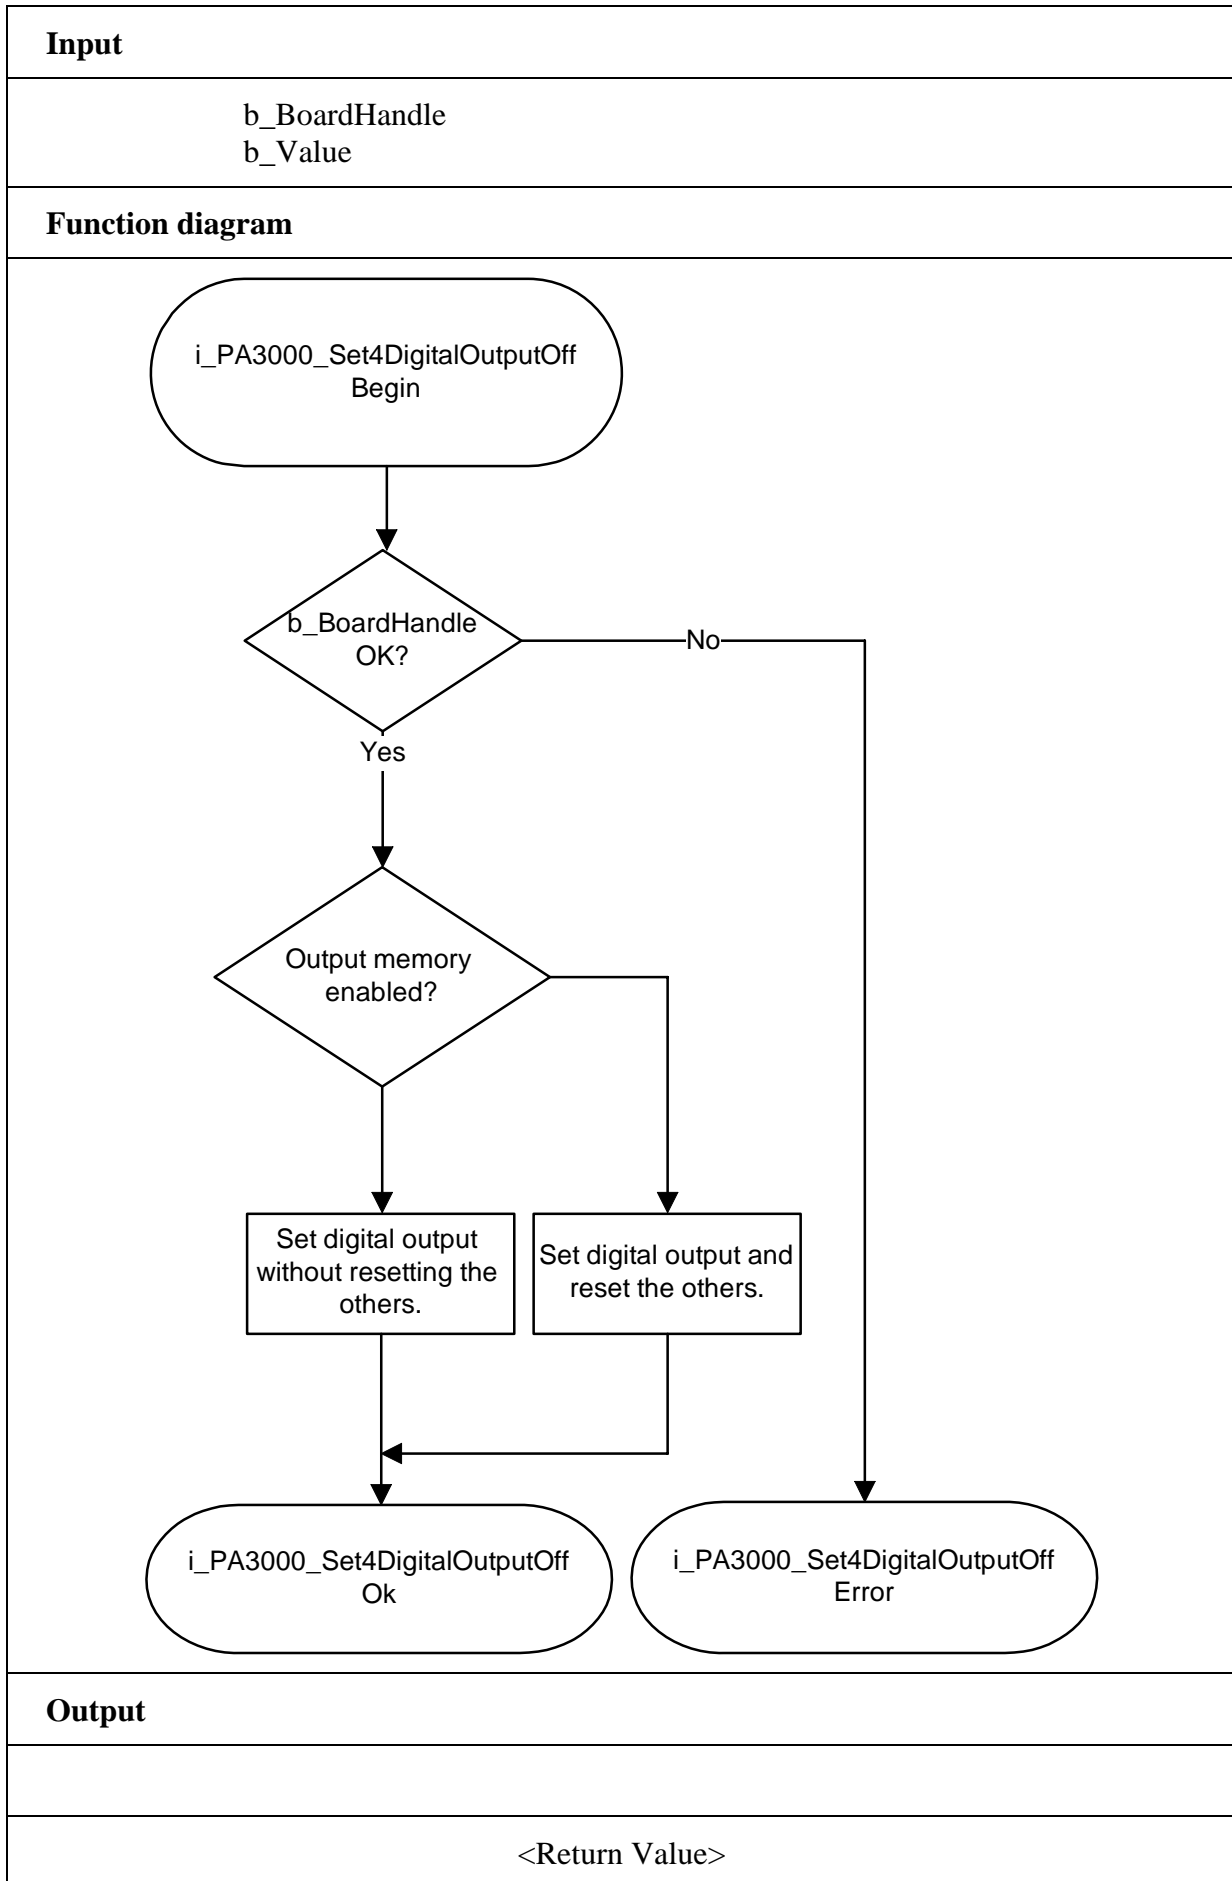 Input
b_BoardHandle
b_Value
Function diagram
i_PA3000_Set4DigitalOutputOff
Begin
b_BoardHandle
OK?
No
Yes
Output memory
enabled?
Set digital output
without resetting the
others.
Set digital output and
reset the others.
i_PA3000_Set4DigitalOutputOff
Ok
i_PA3000_Set4DigitalOutputOff
Error
Output
<Return Value>